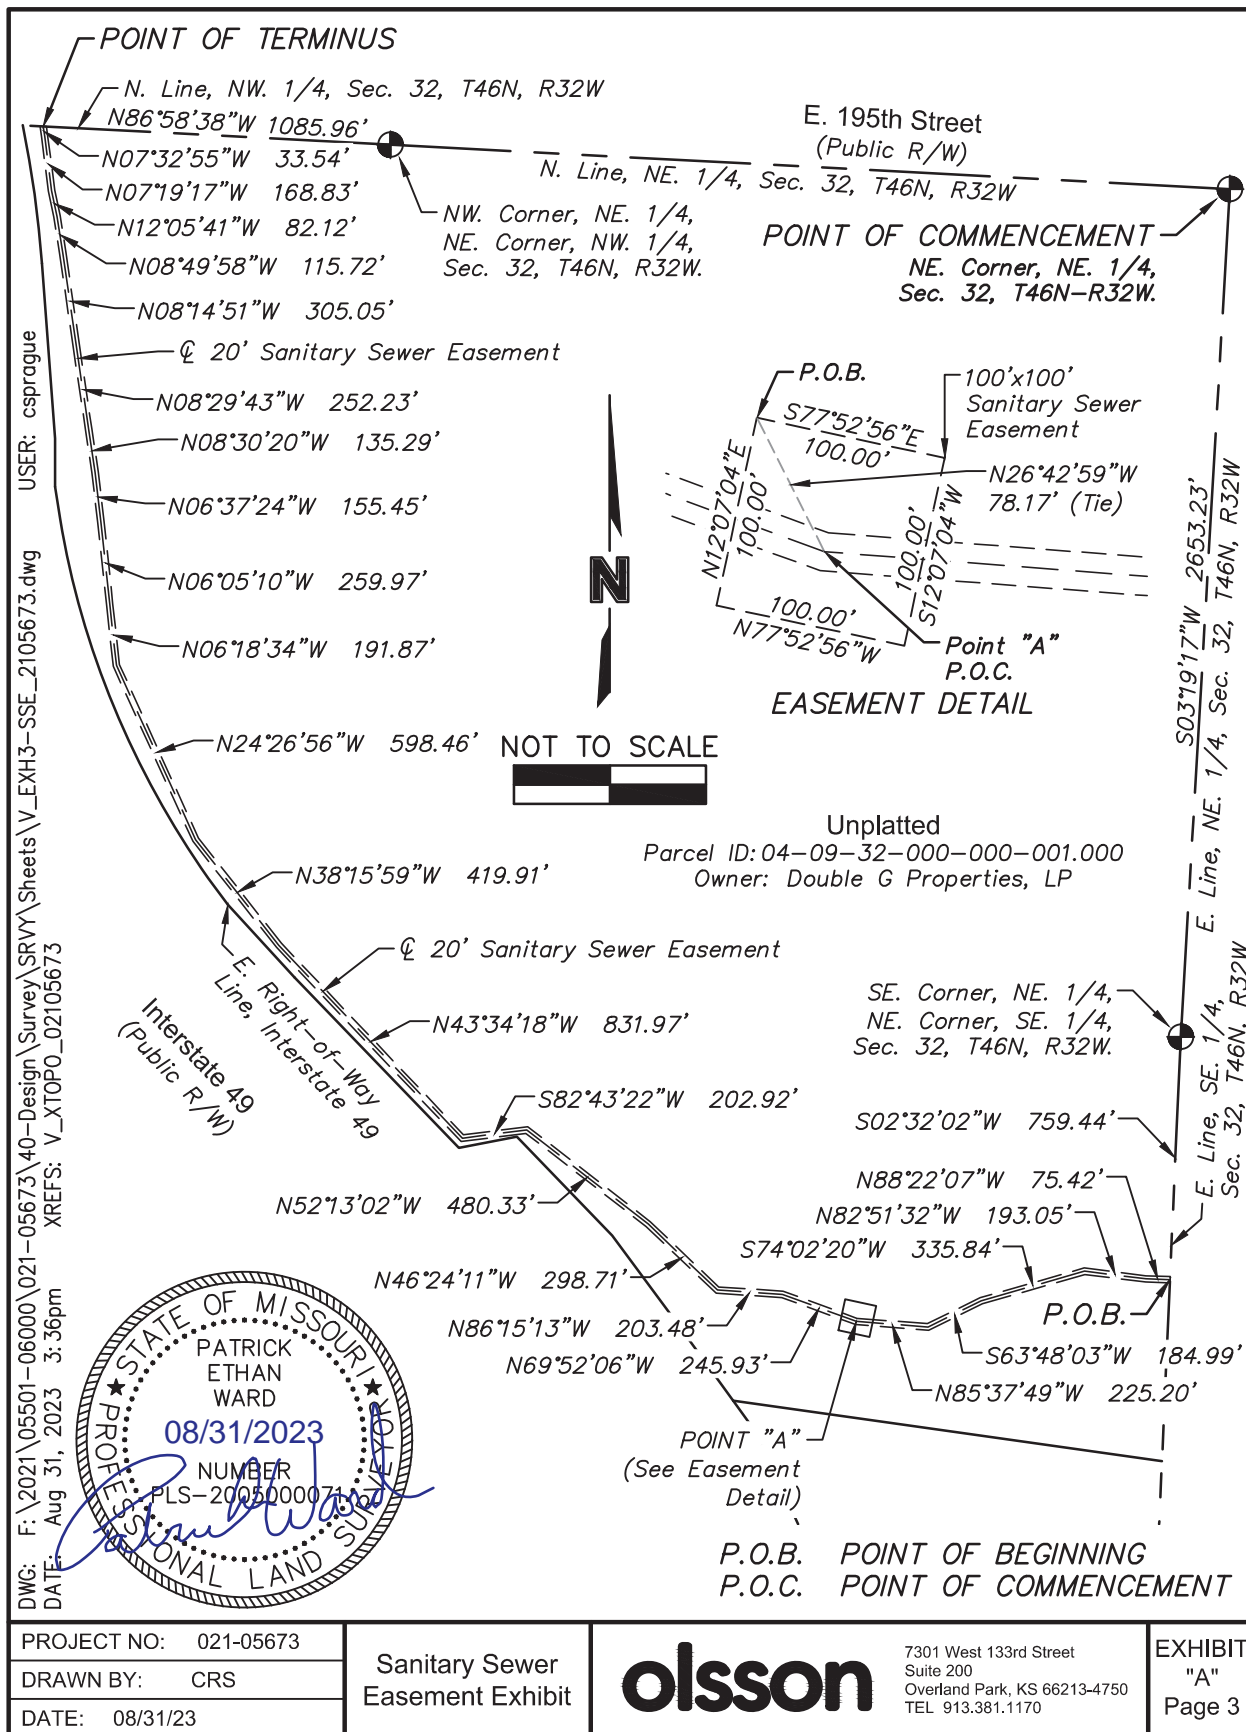 POINT OF TERMINUS
N. Line, NW. 1/4, Sec. 32, T46N, R32W
N86°58'38"W 1085.96'
N07°32'55"W 33.54'
N07°19'17"W 168.83'
N12°05'41"W 82.12'
N08°49'58"W 115.72'
N08°14'51"W 305.05'
℄ 20' Sanitary Sewer Easement
N08°29'43"W 252.23'
N08°30'20"W 135.29'
N06°37'24"W 155.45'
N06°05'10"W 259.97'
N06°18'34"W 191.87'
N24°26'56"W 598.46'
N38°15'59"W 419.91'
℄ 20' Sanitary Sewer Easement
N43°34'18"W 831.97'
S82°43'22"W 202.92'
N52°13'02"W 480.33'
N46°24'11"W 298.71'
N86°15'13"W 203.48'
N69°52'06"W 245.93'
E. 195th Street
(Public R/W)
N. Line, NE. 1/4, Sec. 32, T46N, R32W
NW. Corner, NE. 1/4,
NE. Corner, NW. 1/4,
Sec. 32, T46N, R32W.
POINT OF COMMENCEMENT
NE. Corner, NE. 1/4,
Sec. 32, T46N-R32W.
P.O.B.
S77°52'56"E
100.00'
100'x100'
Sanitary Sewer
Easement
N26°42'59"W
78.17' (Tie)
N12°07'04"E
100.00'
100.00'
S12°07'04"W
100.00'
N77°52'56"W
Point "A"
P.O.C.
EASEMENT DETAIL
N
NOT TO SCALE
S03°19'17"W 2653.23'
E. Line, NE. 1/4, Sec. 32, T46N, R32W
Unplatted
Parcel ID: 04-09-32-000-000-001.000
Owner: Double G Properties, LP
E. Right-of-Way
Line, Interstate 49
Interstate 49
(Public R/W)
SE. Corner, NE. 1/4,
NE. Corner, SE. 1/4,
Sec. 32, T46N, R32W.
S02°32'02"W 759.44'
E. Line, SE. 1/4,
Sec. 32, T46N, R32W
N88°22'07"W 75.42'
N82°51'32"W 193.05'
S74°02'20"W 335.84'
P.O.B.
S63°48'03"W 184.99'
N85°37'49"W 225.20'
POINT "A"
(See Easement
Detail)
P.O.B. POINT OF BEGINNING
P.O.C. POINT OF COMMENCEMENT
STATE OF MISSOURI
PROFESSIONAL LAND SURVEYOR
PATRICK
ETHAN
WARD
08/31/2023
NUMBER
PLS-2005000071
DWG: F:\2021\05501-06000\021-05673\40-Design\Survey\SRVY\Sheets\V_EXH3-SSE_2105673.dwg USER: csprague
DATE: Aug 31, 2023 3:36pm XREFS: V_XTOPO_02105673
PROJECT NO: 021-05673
DRAWN BY: CRS
DATE: 08/31/23
Sanitary Sewer
Easement Exhibit
olsson
7301 West 133rd Street
Suite 200
Overland Park, KS 66213-4750
TEL 913.381.1170
EXHIBIT
"A"
Page 3